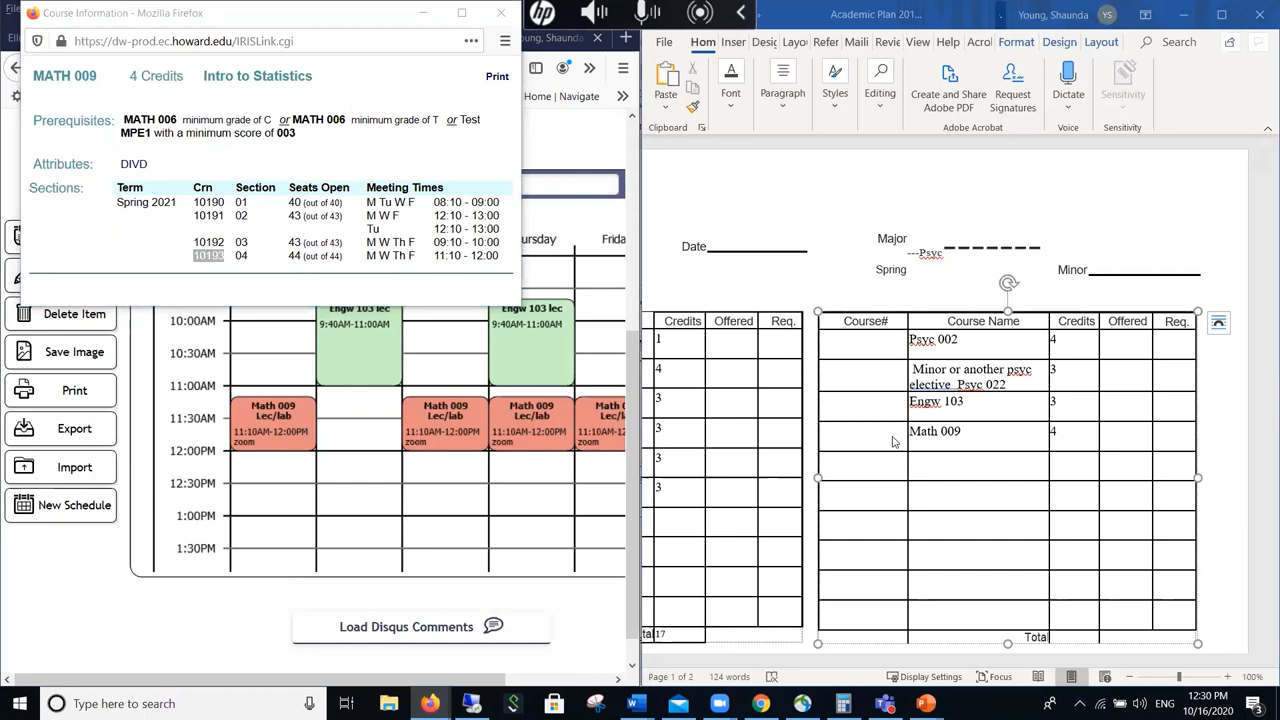 Course Information - Mozilla Firefox
https://dw-prod.ec.howard.edu/IRISLink.cgi
MATH 009 4 Credits Intro to Statistics Print
Prerequisites: MATH 006 minimum grade of C or MATH 006 minimum grade of T or Test
MPE1 with a minimum score of 003
Attributes: DIVD
Sections: Term Crn Section Seats Open Meeting Times
Spring 2021 10190 01 40 (out of 40) M Tu W F 08:10 - 09:00
10191 02 43 (out of 43) M W F 12:10 - 13:00
Tu 12:10 - 13:00
10192 03 43 (out of 43) M W Th F 09:10 - 10:00
10193 04 44 (out of 44) M W Th F 11:10 - 12:00
Young, Shaunda
Home | Navigate
Delete Item
Save Image
Print
Export
Import
New Schedule
10:00AM
10:30AM
11:00AM
11:30AM
12:00PM
12:30PM
1:00PM
1:30PM
Engw 103 lec
9:40AM-11:00AM
Engw 103 lec
9:40AM-11:00AM
Math 009
Lec/lab
11:10AM-12:00PM
zoom
Math 009
Lec/lab
11:10AM-12:00PM
zoom
Math 009
Lec/lab
11:10AM-12:00PM
zoom
Load Disqus Comments
hp
Academic Plan 201... Young, Shaunda YS
File Hom Insert Desig Layou Refer Maili Revie View Help Acrol Format Design Layout Search
Paste Font Paragraph Styles Editing Create and Share Adobe PDF Request Signatures Dictate Sensitivity
Clipboard Adobe Acrobat Voice Sensitivity
Date
Major
---Psyc
Spring Minor
Credits Offered Req.
1
4
3
3
3
3
17
Course# Course Name Credits Offered Req.
Psyc 002 4
Minor or another psyc 3
elective Psyc 022
Engw 103 3
Math 009 4
Total
Page 1 of 2 124 words Display Settings Focus 100%
Type here to search
12:30 PM
10/16/2020